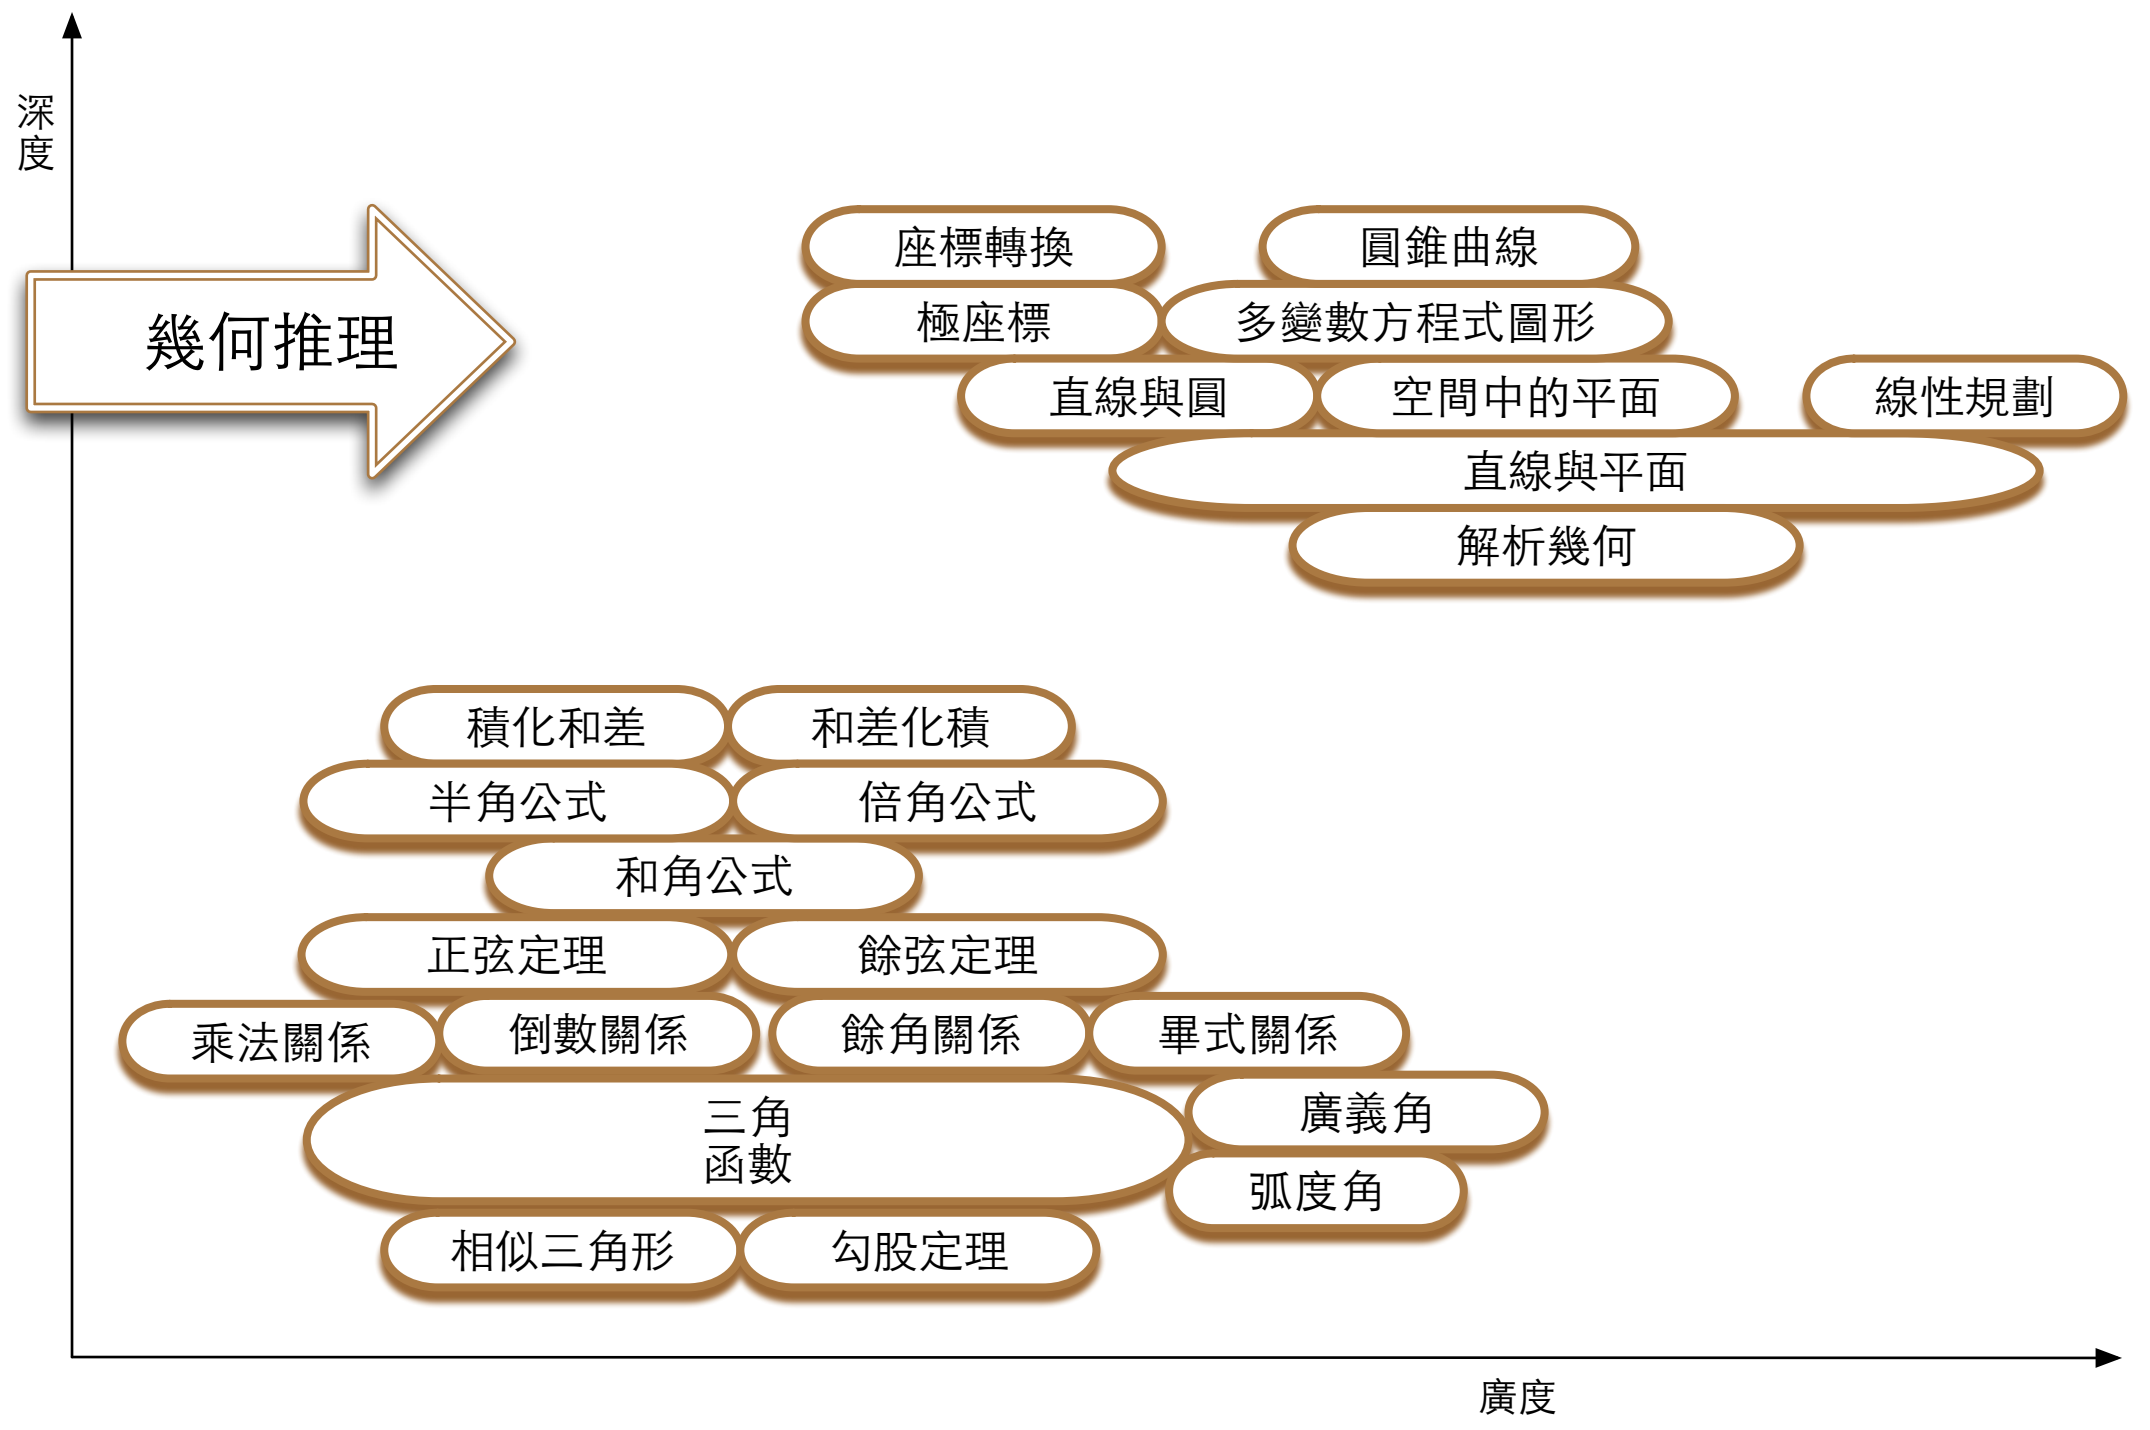 深
度
幾何推理
座標轉換
圓錐曲線
極座標
多變數方程式圖形
直線與圓
空間中的平面
線性規劃
直線與平面
解析幾何
積化和差
和差化積
半角公式
倍角公式
和角公式
正弦定理
餘弦定理
乘法關係
倒數關係
餘角關係
畢式關係
三角
函數
廣義角
弧度角
相似三角形
勾股定理
廣度